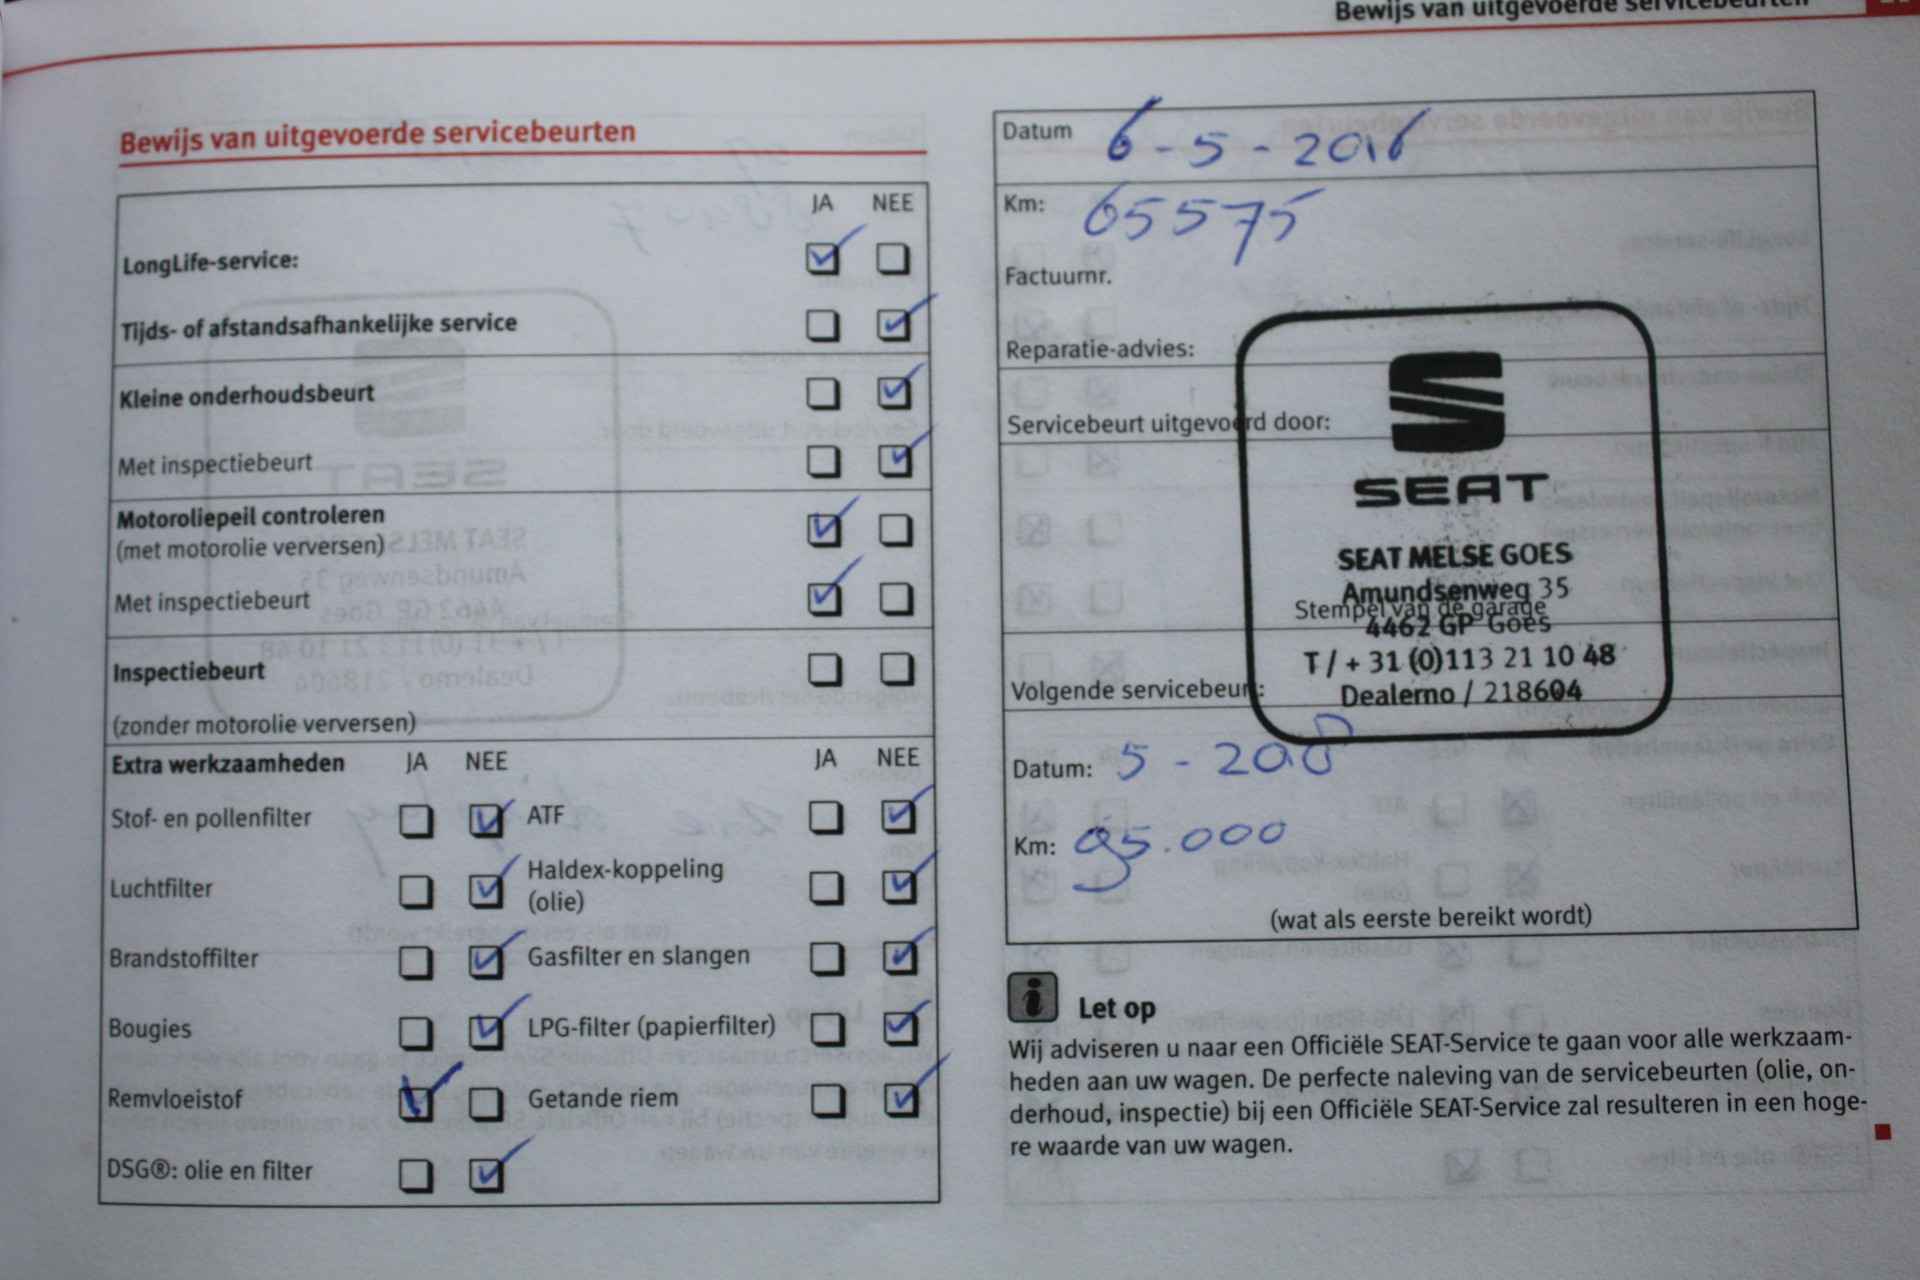 Bewijs van uitgevoerde servicebeurten
Bewijs van uitgevoerde servicebeurten
JA NEE
LongLife-service:
Tijds- of afstandsafhankelijke service
Kleine onderhoudsbeurt
Met inspectiebeurt
Motoroliepeil controleren
(met motorolie verversen)
Met inspectiebeurt
Inspectiebeurt
(zonder motorolie verversen)
Extra werkzaamheden JA NEE JA NEE
Stof- en pollenfilter ATF
Luchtfilter Haldex-koppeling
(olie)
Brandstoffilter Gasfilter en slangen
Bougies LPG-filter (papierfilter)
Remvloeistof Getande riem
DSG®: olie en filter
Datum 6-5-2016
Km: 65575
Factuurnr.
Reparatie-advies:
Servicebeurt uitgevoerd door:
SEAT
SEAT MELSE GOES
Amundsenweg 35
Stempel van de garage
4462 GP Goes
T / + 31 (0)113 21 10 48
Dealerno / 218604
Volgende servicebeurt:
Datum: 5 - 2018
Km: 95.000
(wat als eerste bereikt wordt)
i Let op
Wij adviseren u naar een Officiële SEAT-Service te gaan voor alle werkzaam-
heden aan uw wagen. De perfecte naleving van de servicebeurten (olie, on-
derhoud, inspectie) bij een Officiële SEAT-Service zal resulteren in een hoge-
re waarde van uw wagen.